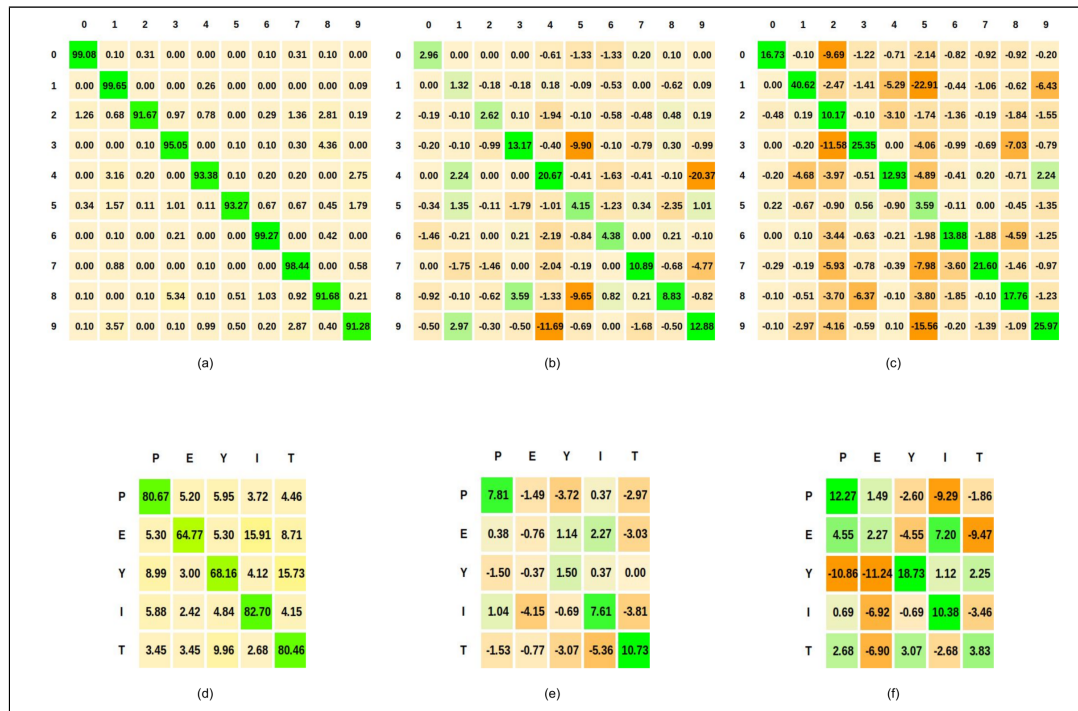 0 1 2 3 4 5 6 7 8 9
0 99.08 0.10 0.31 0.00 0.00 0.00 0.10 0.31 0.10 0.00
1 0.00 99.65 0.00 0.00 0.26 0.00 0.00 0.00 0.00 0.09
2 1.26 0.68 91.67 0.97 0.78 0.00 0.29 1.36 2.81 0.19
3 0.00 0.00 0.10 95.05 0.00 0.10 0.10 0.30 4.36 0.00
4 0.00 3.16 0.20 0.00 93.38 0.10 0.20 0.20 0.00 2.75
5 0.34 1.57 0.11 1.01 0.11 93.27 0.67 0.67 0.45 1.79
6 0.00 0.10 0.00 0.21 0.00 0.00 99.27 0.00 0.42 0.00
7 0.00 0.88 0.00 0.00 0.10 0.00 0.00 98.44 0.00 0.58
8 0.10 0.00 0.10 5.34 0.10 0.51 1.03 0.92 91.68 0.21
9 0.10 3.57 0.00 0.10 0.99 0.50 0.20 2.87 0.40 91.28
(a)
0 1 2 3 4 5 6 7 8 9
0 2.96 0.00 0.00 0.00 -0.61 -1.33 -1.33 0.20 0.10 0.00
1 0.00 1.32 -0.18 -0.18 0.18 -0.09 -0.53 0.00 -0.62 0.09
2 -0.19 -0.10 2.62 0.10 -1.94 -0.10 -0.58 -0.48 0.48 0.19
3 -0.20 -0.10 -0.99 13.17 -0.40 -9.90 -0.10 -0.79 0.30 -0.99
4 0.00 2.24 0.00 0.00 20.67 -0.41 -1.63 -0.41 -0.10 -20.37
5 -0.34 1.35 -0.11 -1.79 -1.01 4.15 -1.23 0.34 -2.35 1.01
6 -1.46 -0.21 0.00 0.21 -2.19 -0.84 4.38 0.00 0.21 -0.10
7 0.00 -1.75 -1.46 0.00 -2.04 -0.19 0.00 10.89 -0.68 -4.77
8 -0.92 -0.10 -0.62 3.59 -1.33 -9.65 0.82 0.21 8.83 -0.82
9 -0.50 2.97 -0.30 -0.50 -11.69 -0.69 0.00 -1.68 -0.50 12.88
(b)
0 1 2 3 4 5 6 7 8 9
0 16.73 -0.10 -9.69 -1.22 -0.71 -2.14 -0.82 -0.92 -0.92 -0.20
1 0.00 40.62 -2.47 -1.41 -5.29 -22.91 -0.44 -1.06 -0.62 -6.43
2 -0.48 0.19 10.17 -0.10 -3.10 -1.74 -1.36 -0.19 -1.84 -1.55
3 0.00 -0.20 -11.58 25.35 0.00 -4.06 -0.99 -0.69 -7.03 -0.79
4 -0.20 -4.68 -3.97 -0.51 12.93 -4.89 -0.41 0.20 -0.71 2.24
5 0.22 -0.67 -0.90 0.56 -0.90 3.59 -0.11 0.00 -0.45 -1.35
6 0.00 0.10 -3.44 -0.63 -0.21 -1.98 13.88 -1.88 -4.59 -1.25
7 -0.29 -0.19 -5.93 -0.78 -0.39 -7.98 -3.60 21.60 -1.46 -0.97
8 -0.10 -0.51 -3.70 -6.37 -0.10 -3.80 -1.85 -0.10 17.76 -1.23
9 -0.10 -2.97 -4.16 -0.59 0.10 -15.56 -0.20 -1.39 -1.09 25.97
(c)
P E Y I T
P 80.67 5.20 5.95 3.72 4.46
E 5.30 64.77 5.30 15.91 8.71
Y 8.99 3.00 68.16 4.12 15.73
I 5.88 2.42 4.84 82.70 4.15
T 3.45 3.45 9.96 2.68 80.46
(d)
P E Y I T
P 7.81 -1.49 -3.72 0.37 -2.97
E 0.38 -0.76 1.14 2.27 -3.03
Y -1.50 -0.37 1.50 0.37 0.00
I 1.04 -4.15 -0.69 7.61 -3.81
T -1.53 -0.77 -3.07 -5.36 10.73
(e)
P E Y I T
P 12.27 1.49 -2.60 -9.29 -1.86
E 4.55 2.27 -4.55 7.20 -9.47
Y -10.86 -11.24 18.73 1.12 2.25
I 0.69 -6.92 -0.69 10.38 -3.46
T 2.68 -6.90 3.07 -2.68 3.83
(f)